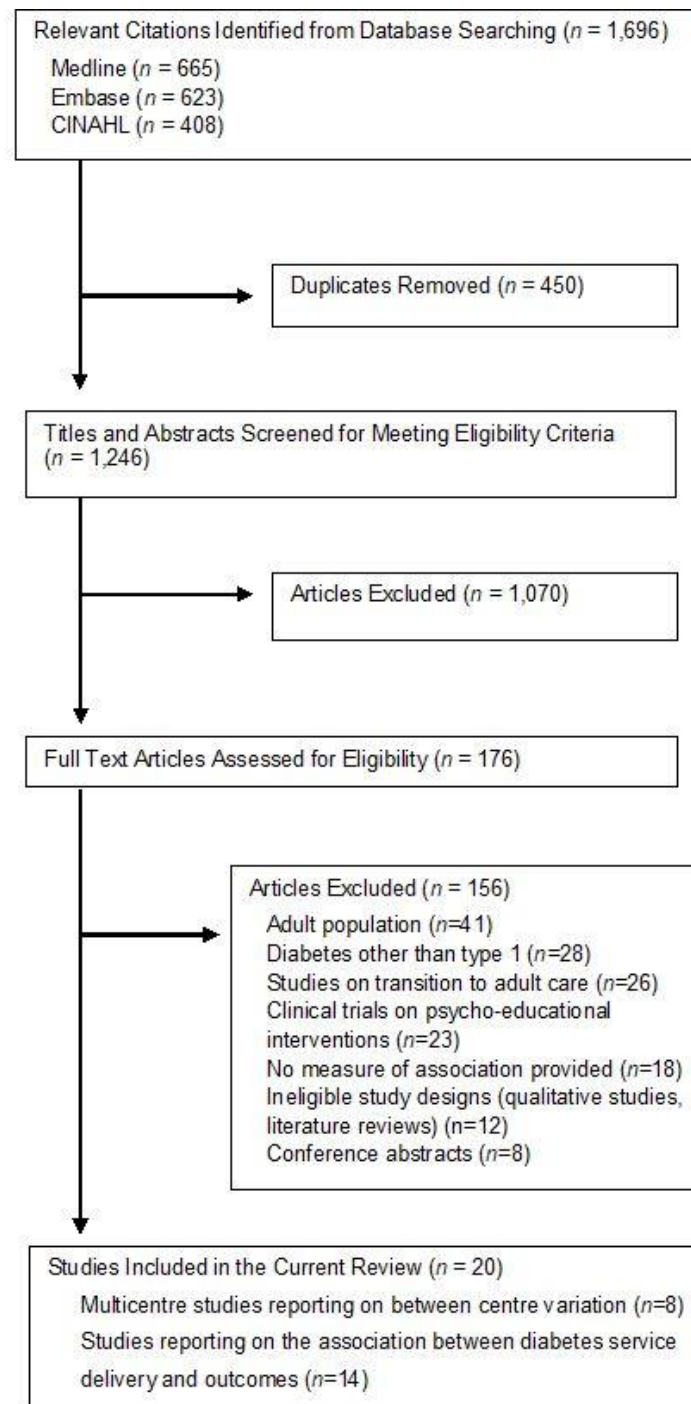 Relevant Citations Identified from Database Searching (n = 1,696)
Medline (n = 665)
Embase (n = 623)
CINAHL (n = 408)
Duplicates Removed (n = 450)
Titles and Abstracts Screened for Meeting Eligibility Criteria
(n = 1,246)
Articles Excluded (n = 1,070)
Full Text Articles Assessed for Eligibility (n = 176)
Articles Excluded (n = 156)
Adult population (n=41)
Diabetes other than type 1 (n=28)
Studies on transition to adult care (n=26)
Clinical trials on psycho-educational
interventions (n=23)
No measure of association provided (n=18)
Ineligible study designs (qualitative studies,
literature reviews) (n=12)
Conference abstracts (n=8)
Studies Included in the Current Review (n = 20)
Multicentre studies reporting on between centre variation (n=8)
Studies reporting on the association between diabetes service
delivery and outcomes (n=14)